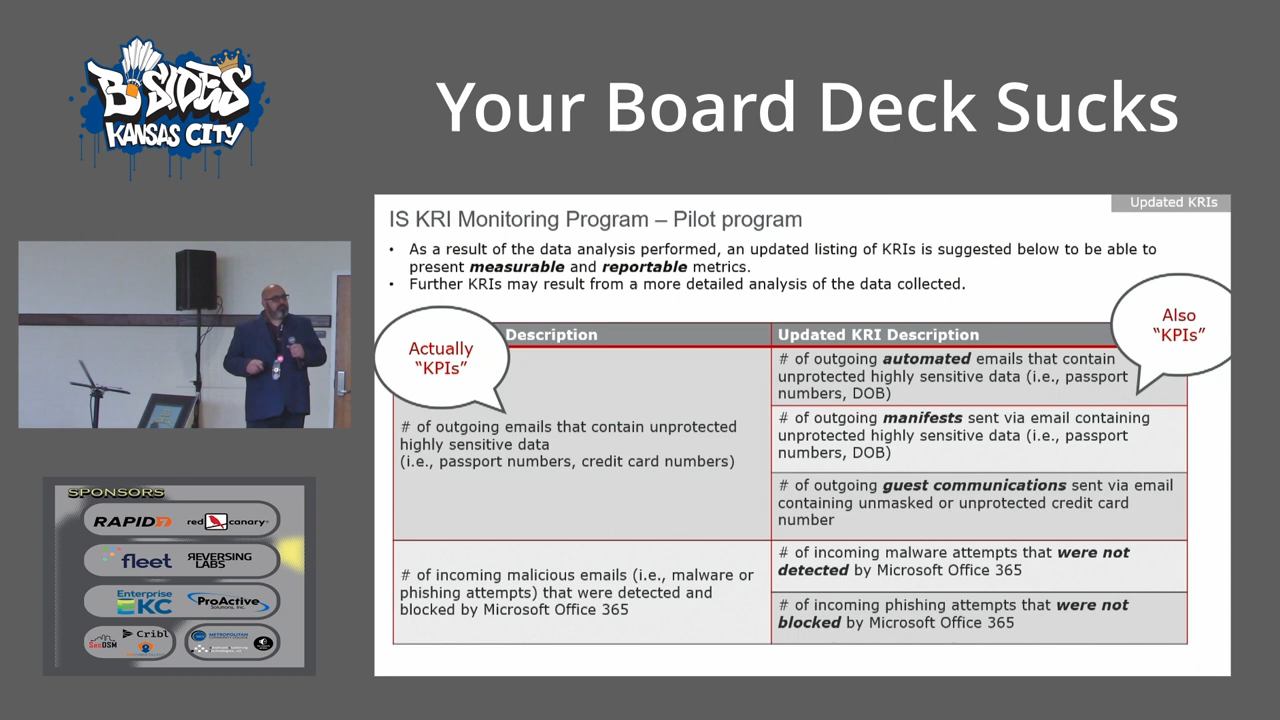 B SIDES
KANSAS CITY
Your Board Deck Sucks
Updated KRIs
IS KRI Monitoring Program – Pilot program
• As a result of the data analysis performed, an updated listing of KRIs is suggested below to be able to
present measurable and reportable metrics.
• Further KRIs may result from a more detailed analysis of the data collected.
Actually
“KPIs”
Also
“KPIs”
Description
Updated KRI Description
# of outgoing emails that contain unprotected
highly sensitive data
(i.e., passport numbers, credit card numbers)
# of outgoing automated emails that contain
unprotected highly sensitive data (i.e., passport
numbers, DOB)
# of outgoing manifests sent via email containing
unprotected highly sensitive data (i.e., passport
numbers, DOB)
# of outgoing guest communications sent via email
containing unmasked or unprotected credit card
number
# of incoming malicious emails (i.e., malware or
phishing attempts) that were detected and
blocked by Microsoft Office 365
# of incoming malware attempts that were not
detected by Microsoft Office 365
# of incoming phishing attempts that were not
blocked by Microsoft Office 365
SPONSORS
RAPID7
red canary
fleet
REVERSING
LABS
Enterprise
KC
ProActive
Solutions, Inc.
SecDSM
Cribl
METROPOLITAN